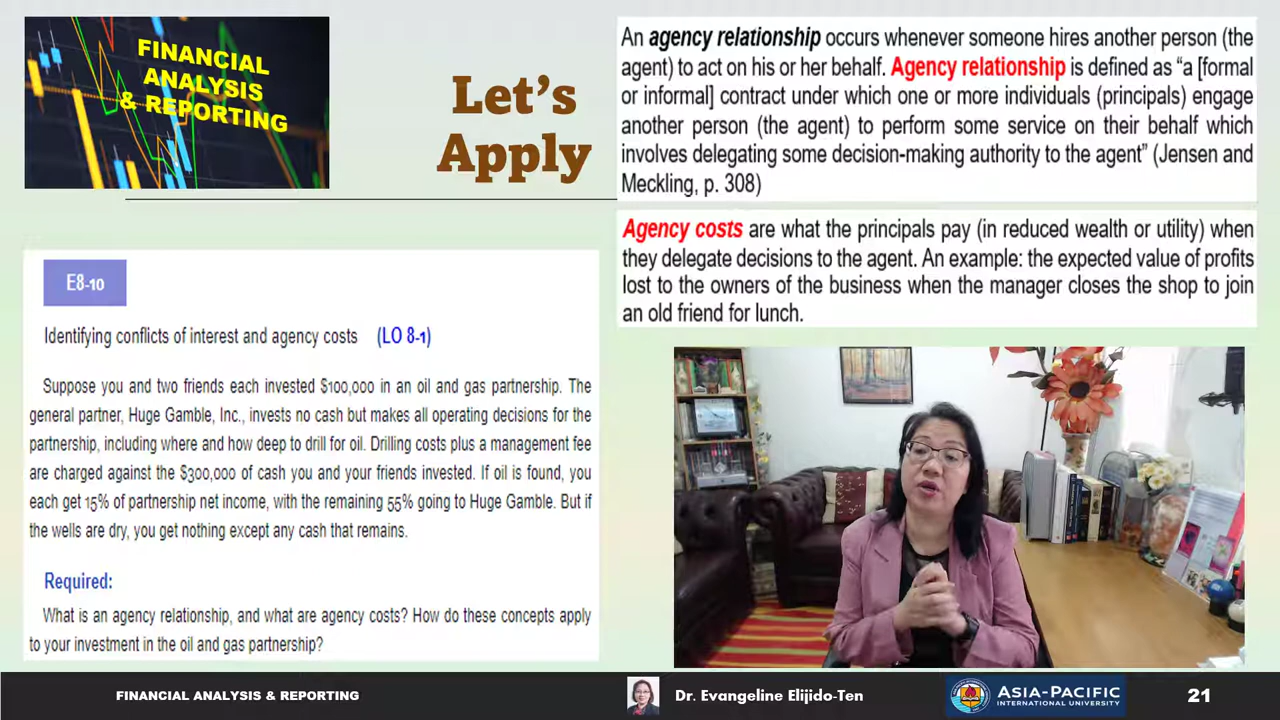 FINANCIAL
ANALYSIS
& REPORTING
Let's
Apply
An agency relationship occurs whenever someone hires another person (the
agent) to act on his or her behalf. Agency relationship is defined as “a [formal
or informal] contract under which one or more individuals (principals) engage
another person (the agent) to perform some service on their behalf which
involves delegating some decision-making authority to the agent” (Jensen and
Meckling, p. 308)
Agency costs are what the principals pay (in reduced wealth or utility) when
they delegate decisions to the agent. An example: the expected value of profits
lost to the owners of the business when the manager closes the shop to join
an old friend for lunch.
E8-10
Identifying conflicts of interest and agency costs (LO 8-1)
Suppose you and two friends each invested $100,000 in an oil and gas partnership. The
general partner, Huge Gamble, Inc., invests no cash but makes all operating decisions for the
partnership, including where and how deep to drill for oil. Drilling costs plus a management fee
are charged against the $300,000 of cash you and your friends invested. If oil is found, you
each get 15% of partnership net income, with the remaining 55% going to Huge Gamble. But if
the wells are dry, you get nothing except any cash that remains.
Required:
What is an agency relationship, and what are agency costs? How do these concepts apply
to your investment in the oil and gas partnership?
FINANCIAL ANALYSIS & REPORTING
Dr. Evangeline Elijido-Ten
ASIA-PACIFIC
INTERNATIONAL UNIVERSITY
21